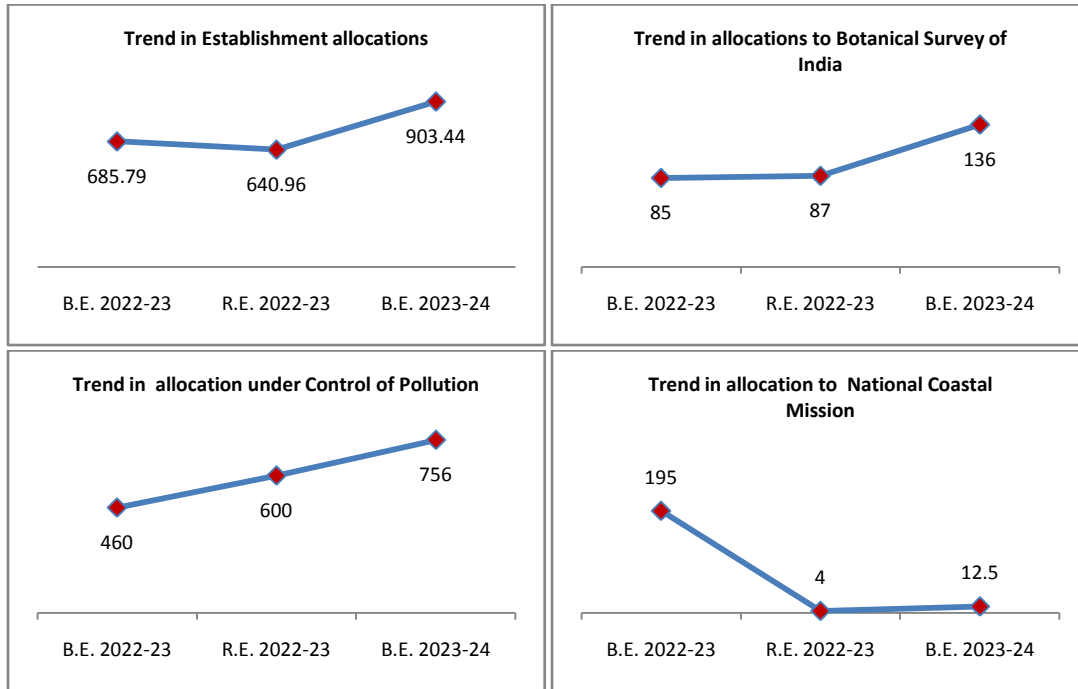 Trend in Establishment allocations
685.79
640.96
903.44
B.E. 2022-23 R.E. 2022-23 B.E. 2023-24
Trend in allocations to Botanical Survey of
India
85
87
136
B.E. 2022-23 R.E. 2022-23 B.E. 2023-24
Trend in allocation under Control of Pollution
460
600
756
B.E. 2022-23 R.E. 2022-23 B.E. 2023-24
Trend in allocation to National Coastal
Mission
195
4
12.5
B.E. 2022-23 R.E. 2022-23 B.E. 2023-24